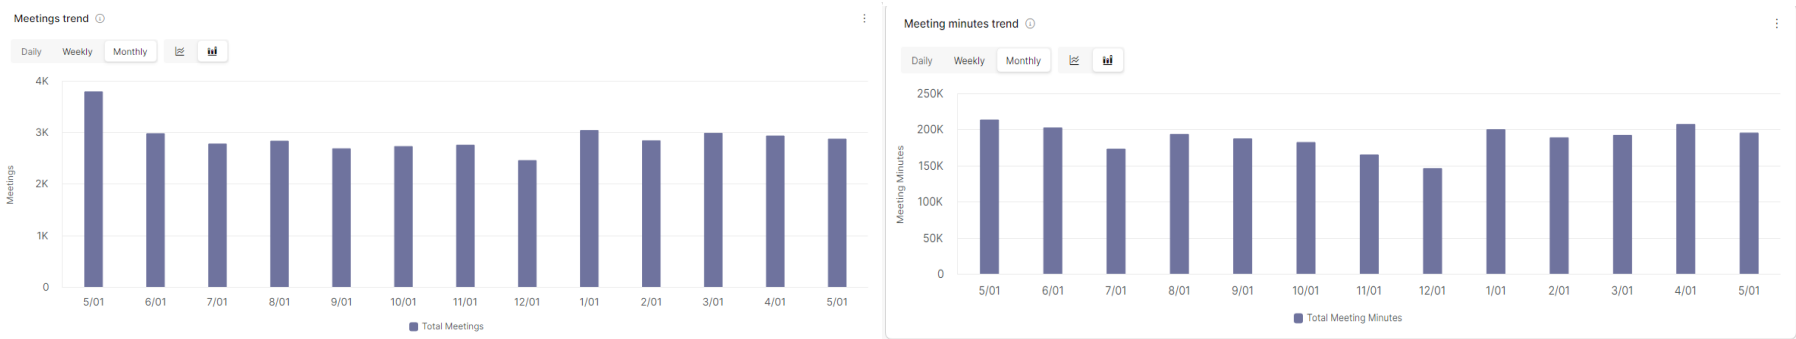 Meetings trend
Daily Weekly Monthly
4K
3K
2K
1K
0
Meetings
5/01 6/01 7/01 8/01 9/01 10/01 11/01 12/01 1/01 2/01 3/01 4/01 5/01
Total Meetings
Meeting minutes trend
Daily Weekly Monthly
250K
200K
150K
100K
50K
0
Meeting Minutes
5/01 6/01 7/01 8/01 9/01 10/01 11/01 12/01 1/01 2/01 3/01 4/01 5/01
Total Meeting Minutes